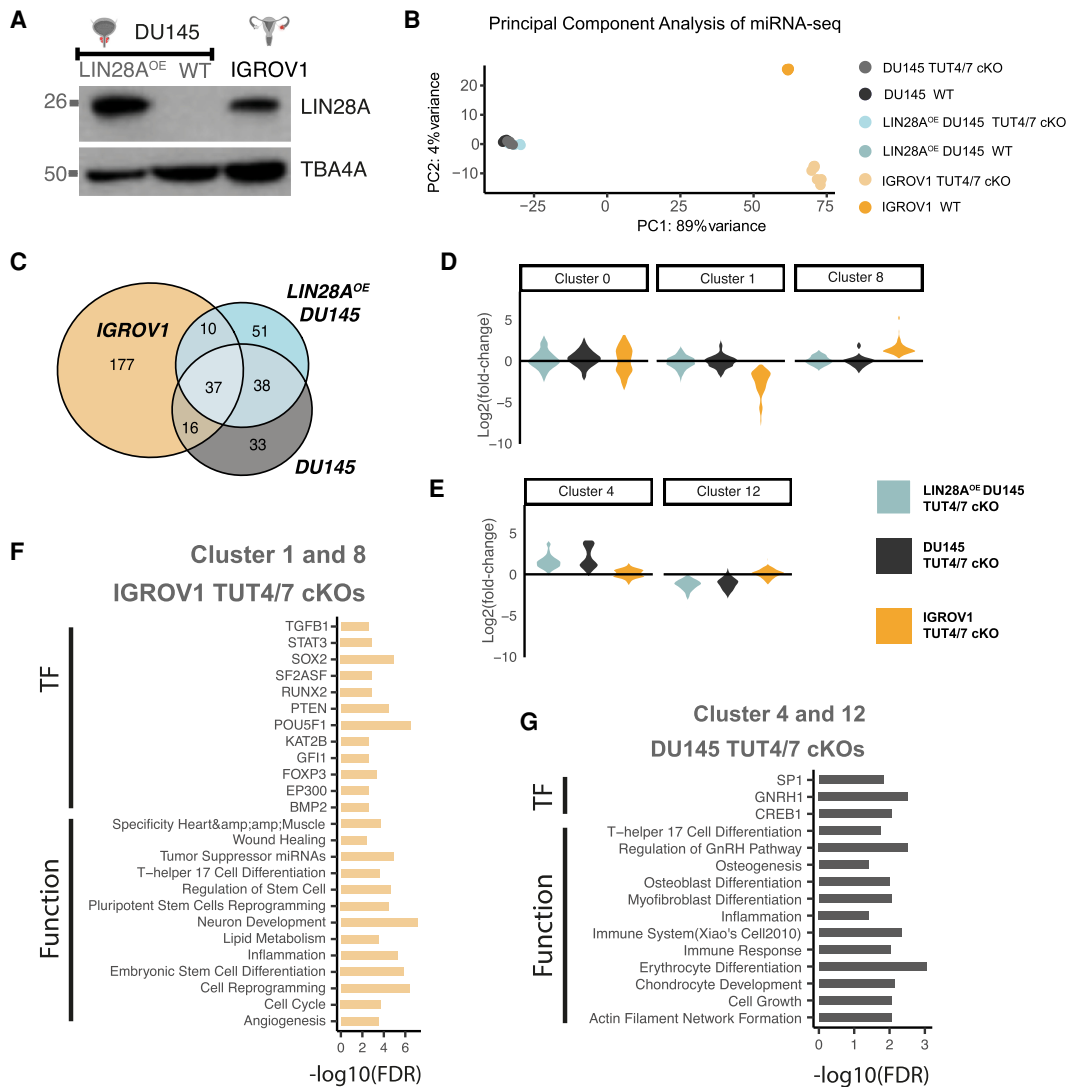 A
DU145
LIN28A^OE WT IGROV1
26
LIN28A
50
TBA4A
B
Principal Component Analysis of miRNA-seq
PC2: 4%variance
20
10
0
−10
−25 0 25 50 75
PC1: 89%variance
DU145 TUT4/7 cKO
DU145 WT
LIN28A^OE DU145 TUT4/7 cKO
LIN28A^OE DU145 WT
IGROV1 TUT4/7 cKO
IGROV1 WT
C
IGROV1
LIN28A^OE
DU145
177
10
51
37
38
16
33
DU145
D
Cluster 0 Cluster 1 Cluster 8
Log2(fold-change)
5
0
−5
−10
E
Cluster 4 Cluster 12
Log2(fold-change)
5
0
−5
−10
LIN28A^OE DU145
TUT4/7 cKO
DU145
TUT4/7 cKO
IGROV1
TUT4/7 cKO
F
Cluster 1 and 8
IGROV1 TUT4/7 cKOs
TF
TGFB1
STAT3
SOX2
SF2ASF
RUNX2
PTEN
POU5F1
KAT2B
GFI1
FOXP3
EP300
BMP2
Function
Specificity Heart&amp;amp;Muscle
Wound Healing
Tumor Suppressor miRNAs
T−helper 17 Cell Differentiation
Regulation of Stem Cell
Pluripotent Stem Cells Reprogramming
Neuron Development
Lipid Metabolism
Inflammation
Embryonic Stem Cell Differentiation
Cell Reprogramming
Cell Cycle
Angiogenesis
0 2 4 6
-log10(FDR)
G
Cluster 4 and 12
DU145 TUT4/7 cKOs
TF
SP1
GNRH1
CREB1
Function
T−helper 17 Cell Differentiation
Regulation of GnRH Pathway
Osteogenesis
Osteoblast Differentiation
Myofibroblast Differentiation
Inflammation
Immune System(Xiao's Cell2010)
Immune Response
Erythrocyte Differentiation
Chondrocyte Development
Cell Growth
Actin Filament Network Formation
0 1 2 3
-log10(FDR)